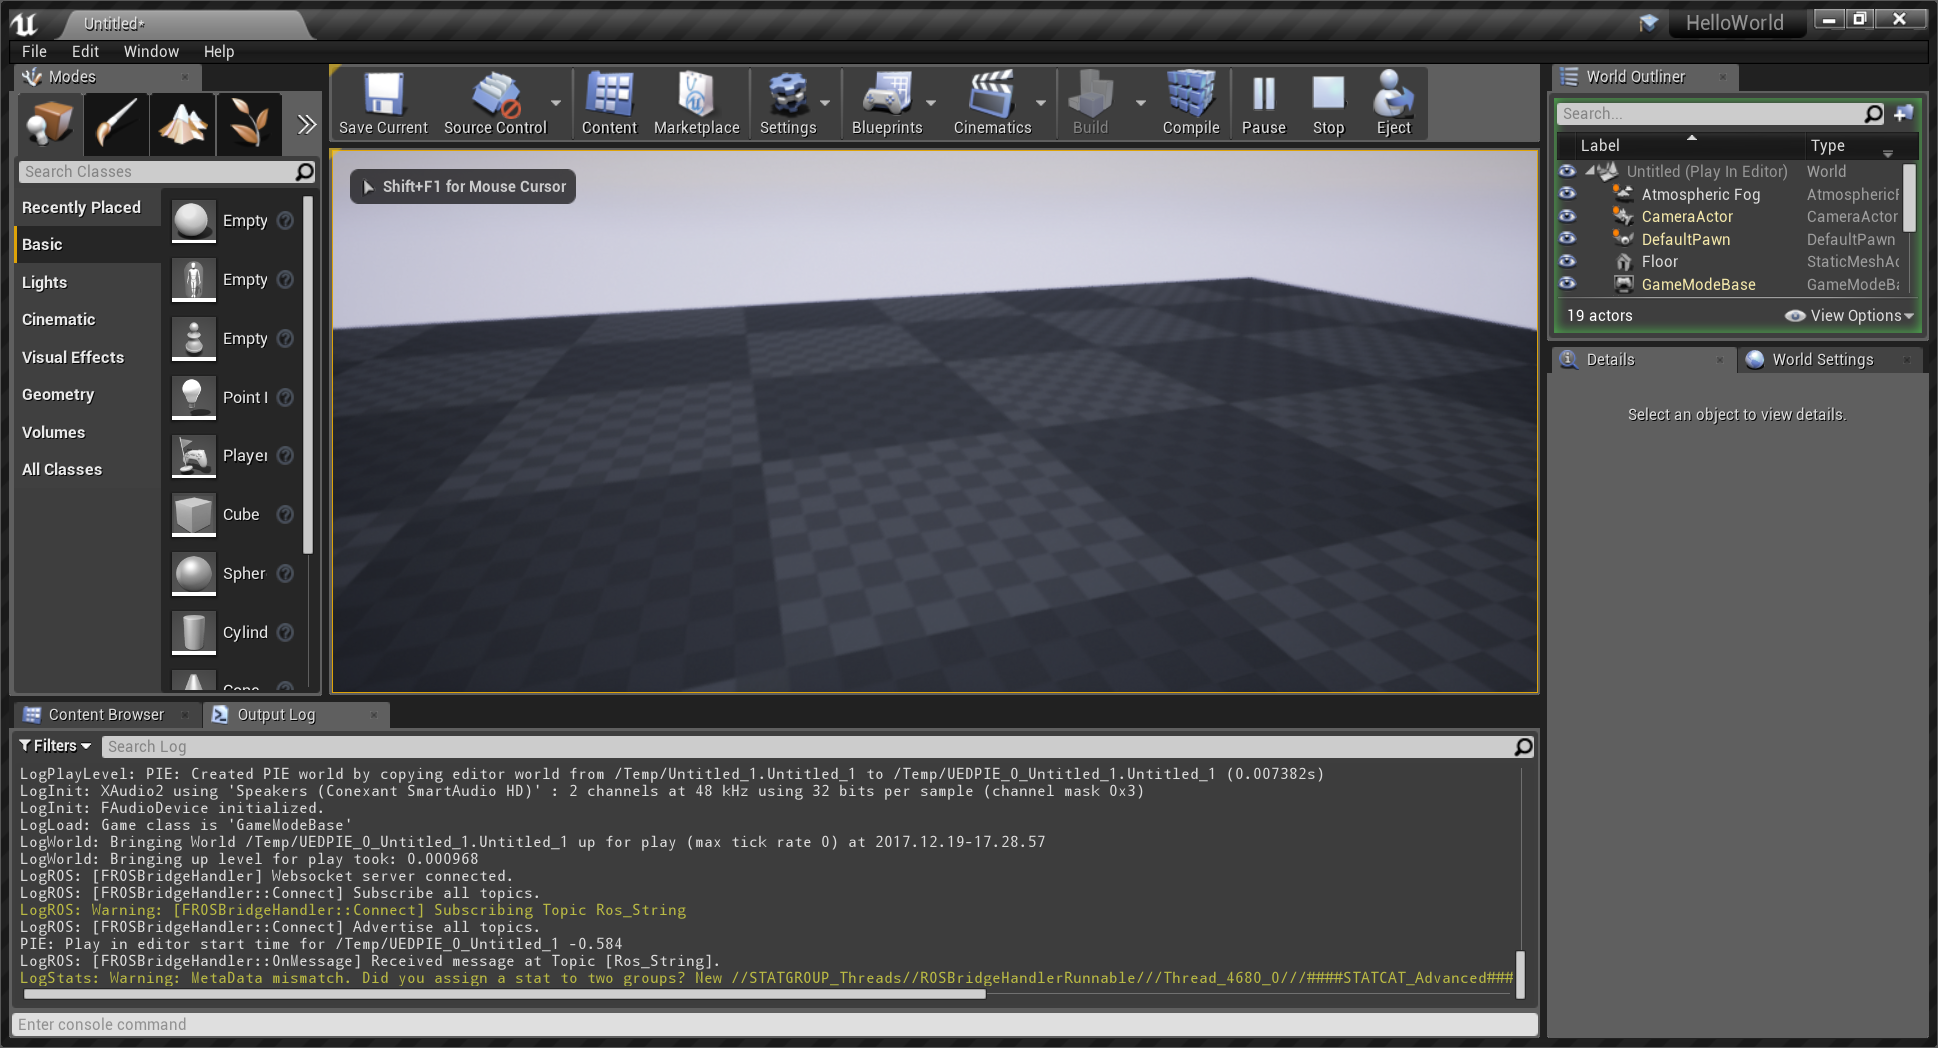 Untitled*
HelloWorld
File Edit Window Help
Modes
Save Current Source Control Content Marketplace Settings Blueprints Cinematics Build Compile Pause Stop Eject
World Outliner
Search...
Label Type
Untitled (Play In Editor) World
Atmospheric Fog AtmosphericF
CameraActor CameraActor
DefaultPawn DefaultPawn
Floor StaticMeshAc
GameModeBase GameModeBa
19 actors View Options
Details World Settings
Select an object to view details.
Search Classes
Recently Placed
Basic
Lights
Cinematic
Visual Effects
Geometry
Volumes
All Classes
Empty
Empty
Empty
Point l
Player
Cube
Spher
Cylind
Cone
Shift+F1 for Mouse Cursor
Content Browser Output Log
Filters Search Log
LogPlayLevel: PIE: Created PIE world by copying editor world from /Temp/Untitled_1.Untitled_1 to /Temp/UEDPIE_0_Untitled_1.Untitled_1 (0.007382s)
LogInit: XAudio2 using 'Speakers (Conexant SmartAudio HD)' : 2 channels at 48 kHz using 32 bits per sample (channel mask 0x3)
LogInit: FAudioDevice initialized.
LogLoad: Game class is 'GameModeBase'
LogWorld: Bringing World /Temp/UEDPIE_0_Untitled_1.Untitled_1 up for play (max tick rate 0) at 2017.12.19-17.28.57
LogWorld: Bringing up level for play took: 0.000968
LogROS: [FROSBridgeHandler] Websocket server connected.
LogROS: [FROSBridgeHandler::Connect] Subscribe all topics.
LogROS: Warning: [FROSBridgeHandler::Connect] Subscribing Topic Ros_String
LogROS: [FROSBridgeHandler::Connect] Advertise all topics.
PIE: Play in editor start time for /Temp/UEDPIE_0_Untitled_1 -0.584
LogROS: [FROSBridgeHandler::OnMessage] Received message at Topic [Ros_String].
LogStats: Warning: MetaData mismatch. Did you assign a stat to two groups? New //STATGROUP_Threads//ROSBridgeHandlerRunnable///Thread_4680_0///####STATCAT_Advanced###
Enter console command